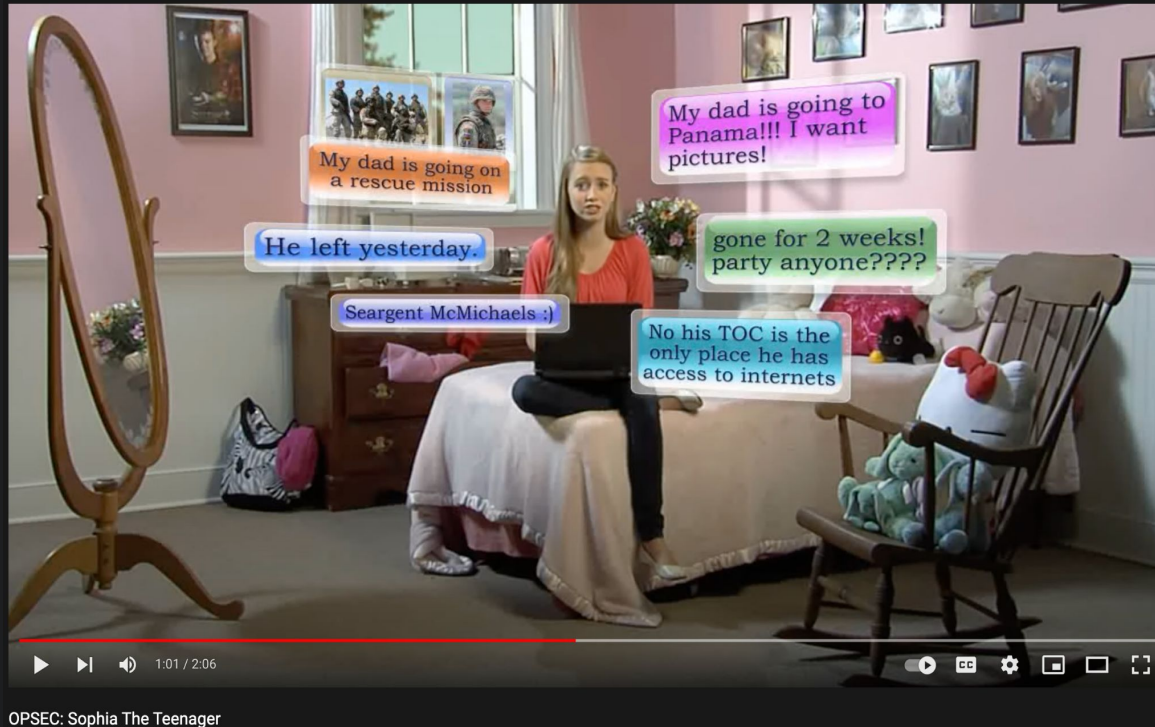 My dad is going on
a rescue mission
He left yesterday.
Seargent McMichaels :)
My dad is going to
Panama!!! I want
pictures!
gone for 2 weeks!
party anyone????
No his TOC is the
only place he has
access to internets
1:01 / 2:06
CC
OPSEC: Sophia The Teenager